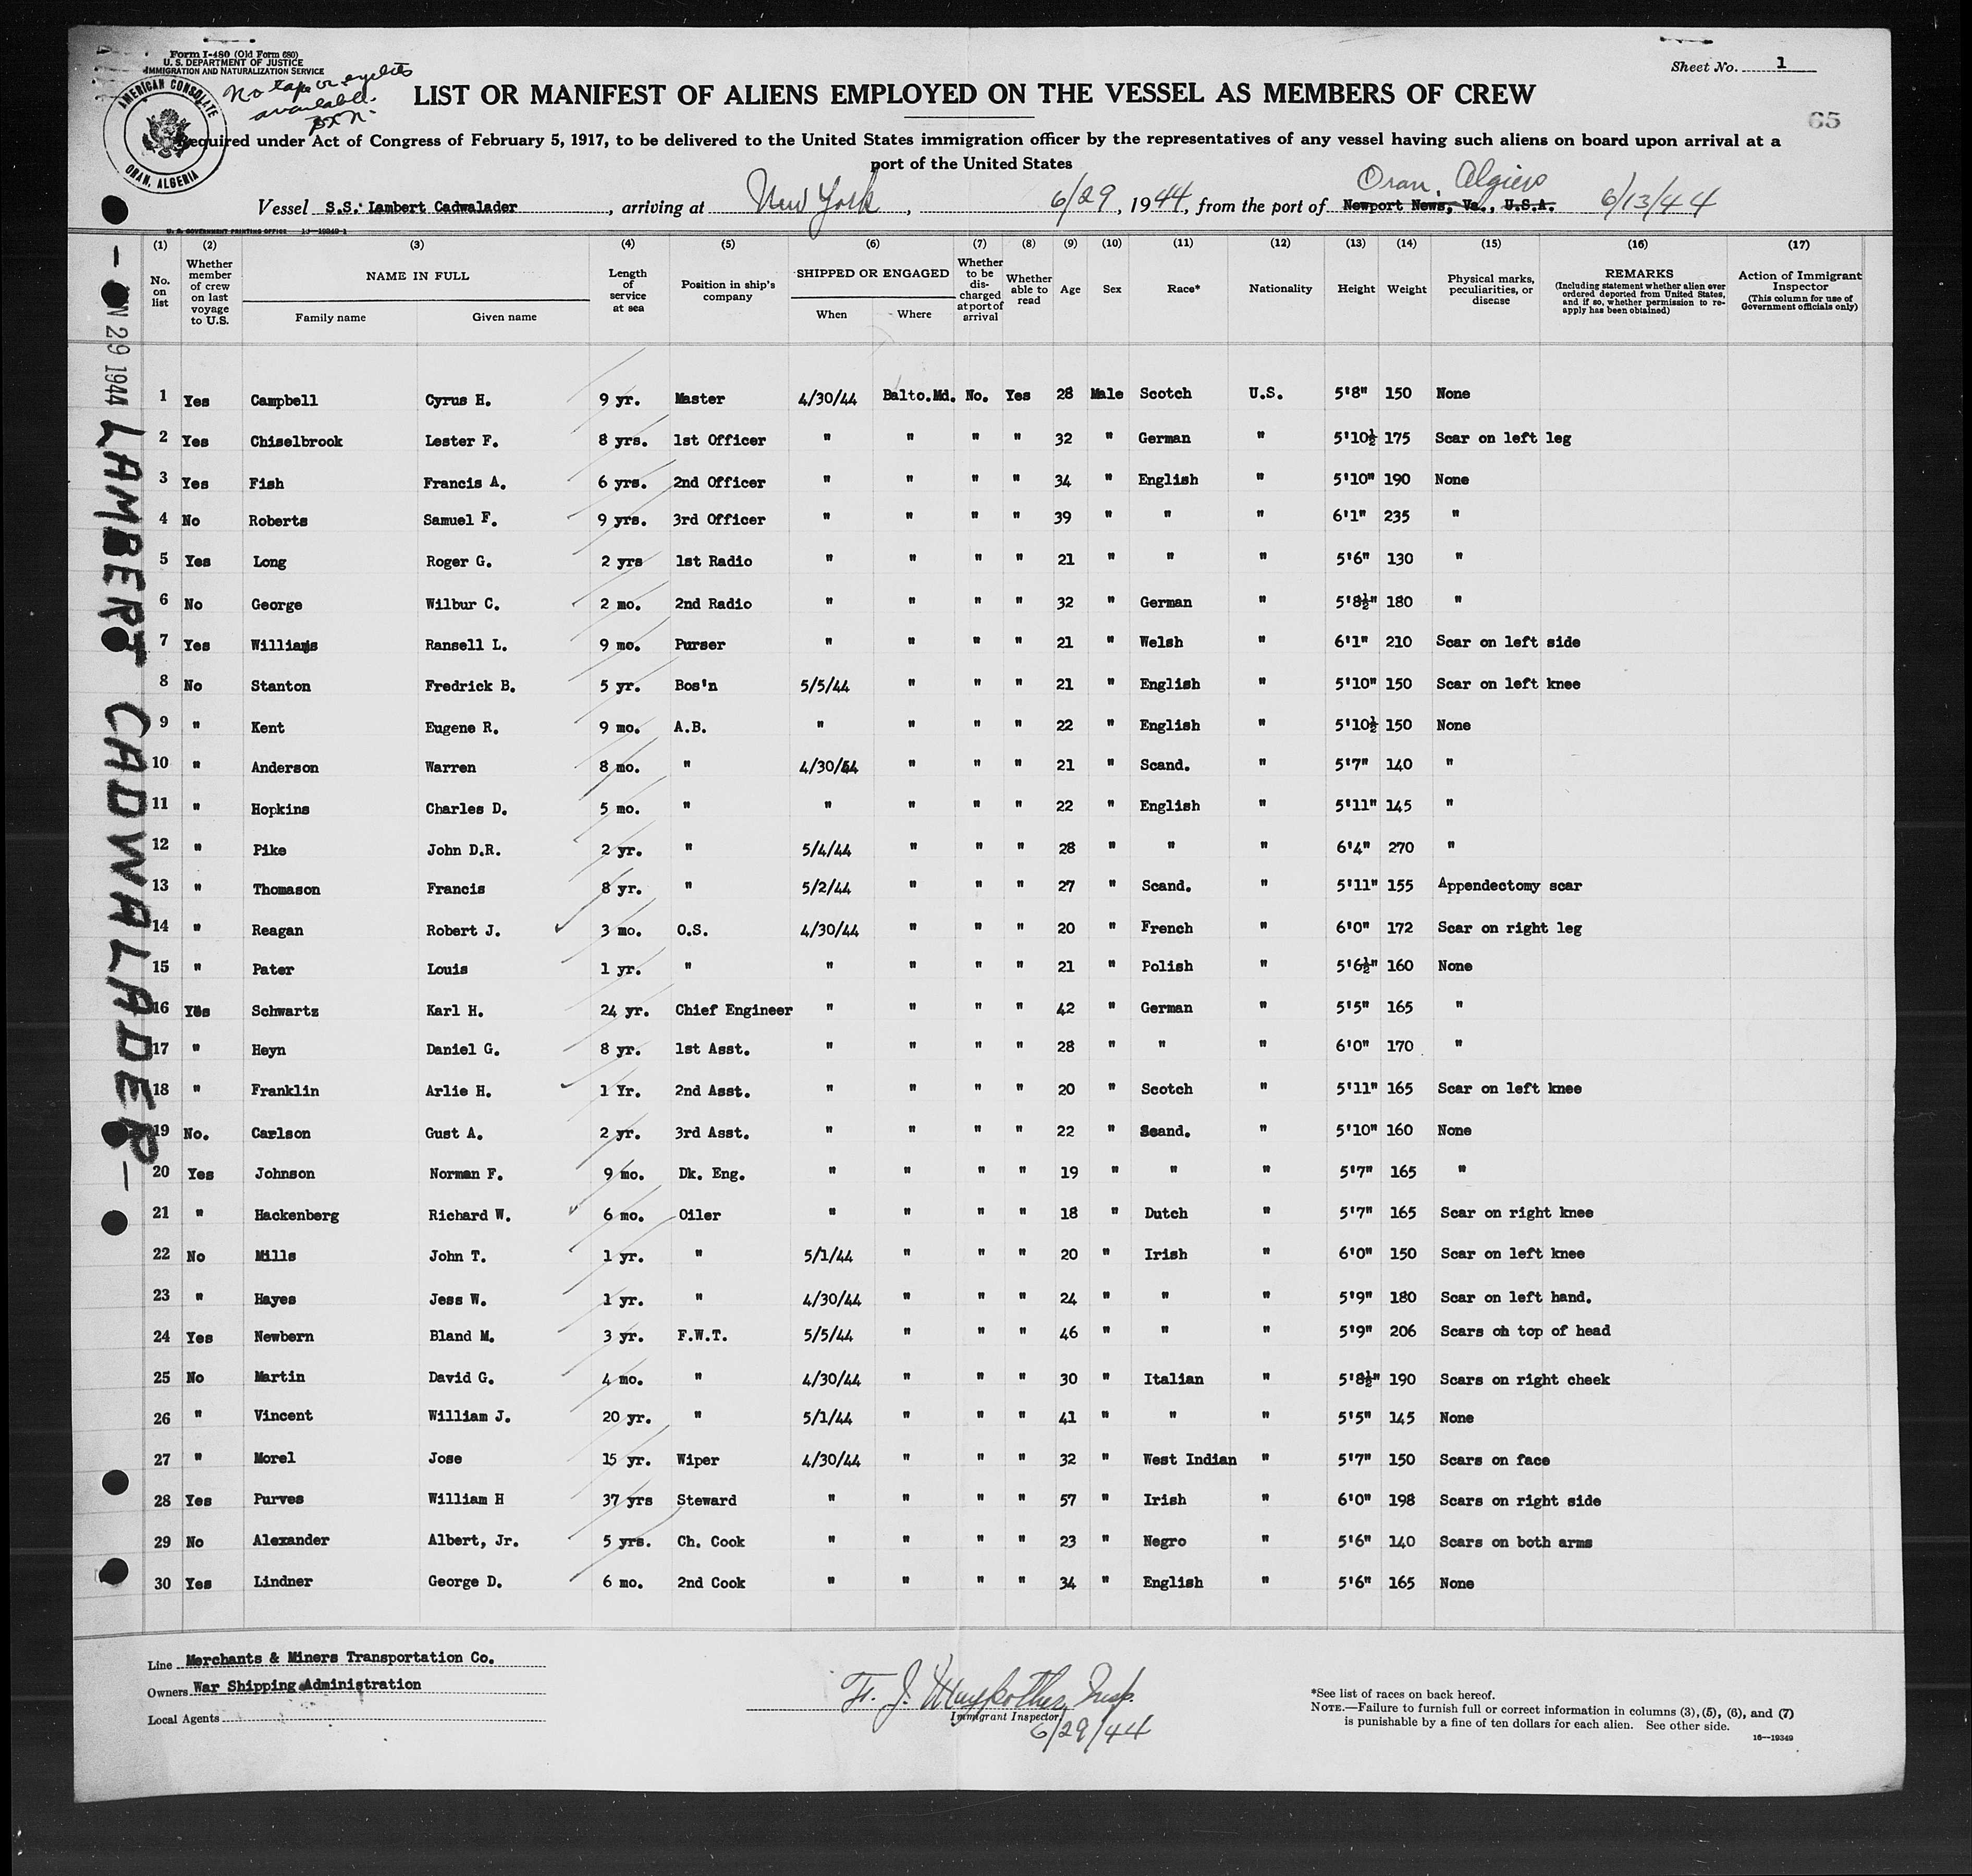 Form I-480 (Old Form 680)
U. S. DEPARTMENT OF JUSTICE
IMMIGRATION AND NATURALIZATION SERVICE
AMERICAN CONSULATE
ORAN, ALGERIA
No tape or eyelets
available.
Sheet No. 1
65
LIST OR MANIFEST OF ALIENS EMPLOYED ON THE VESSEL AS MEMBERS OF CREW
Required under Act of Congress of February 5, 1917, to be delivered to the United States immigration officer by the representatives of any vessel having such aliens on board upon arrival at a
port of the United States
Oran, Algiers
Vessel S.S. Lambert Cadwalader, arriving at New York, 6/29, 1944, from the port of Newport News, Va., U.S.A. 6/13/44
U. S. GOVERNMENT PRINTING OFFICE 16—19349-1
(1) (2) (3) (4) (5) (6) (7) (8) (9) (10) (11) (12) (13) (14) (15) (16) (17)
No. on list
Whether member of crew on last voyage to U.S.
NAME IN FULL
Family name Given name
Length of service at sea
Position in ship's company
SHIPPED OR ENGAGED
When Where
Whether to be discharged at port of arrival
Whether able to read
Age Sex Race* Nationality Height Weight
Physical marks, peculiarities, or disease
REMARKS
(Including statement whether alien ever ordered deported from United States, and if so, whether permission to reapply has been obtained)
Action of Immigrant Inspector
(This column for use of Government officials only)
1 Yes Campbell Cyrus H. 9 yr. Master 4/30/44 Balto.Md. No. Yes 28 Male Scotch U.S. 5'8" 150 None
2 Yes Chiselbrook Lester F. 8 yrs. 1st Officer " " " " 32 " German " 5'10½ 175 Scar on left leg
3 Yes Fish Francis A. 6 yrs. 2nd Officer " " " " 34 " English " 5'10" 190 None
4 No Roberts Samuel F. 9 yrs. 3rd Officer " " " " 39 " " " 6'1" 235 "
5 Yes Long Roger G. 2 yrs 1st Radio " " " " 21 " " " 5'6" 130 "
6 No George Wilbur C. 2 mo. 2nd Radio " " " " 32 " German " 5'8½" 180 "
7 Yes Williams Ransell L. 9 mo. Purser " " " " 21 " Welsh " 6'1" 210 Scar on left side
8 No Stanton Fredrick B. 5 yr. Bos'n 5/5/44 " " " 21 " English " 5'10" 150 Scar on left knee
9 " Kent Eugene R. 9 mo. A.B. " " " " 22 " English " 5'10½ 150 None
10 " Anderson Warren 8 mo. " 4/30/44 " " " 21 " Scand. " 5'7" 140 "
11 " Hopkins Charles D. 5 mo. " " " " " 22 " English " 5'11" 145 "
12 " Pike John D.R. 2 yr. " 5/4/44 " " " 28 " " " 6'4" 270 "
13 " Thomason Francis 8 yr. " 5/2/44 " " " 27 " Scand. " 5'11" 155 Appendectomy scar
14 " Reagan Robert J. 3 mo. O.S. 4/30/44 " " " 20 " French " 6'0" 172 Scar on right leg
15 " Pater Louis 1 yr. " " " " " 21 " Polish " 5'6½" 160 None
16 Yes Schwartz Karl H. 24 yr. Chief Engineer " " " " 42 " German " 5'5" 165 "
17 " Heyn Daniel G. 8 yr. 1st Asst. " " " " 28 " " " 6'0" 170 "
18 " Franklin Arlie H. 1 Yr. 2nd Asst. " " " " 20 " Scotch " 5'11" 165 Scar on left knee
19 No. Carlson Gust A. 2 yr. 3rd Asst. " " " " 22 " Scand. " 5'10" 160 None
20 Yes Johnson Norman F. 9 mo. Dk. Eng. " " " " 19 " " " 5'7" 165 "
21 " Hackenberg Richard W. 6 mo. Oiler " " " " 18 " Dutch " 5'7" 165 Scar on right knee
22 No Mills John T. 1 yr. " 5/1/44 " " " 20 " Irish " 6'0" 150 Scar on left knee
23 " Hayes Jess W. 1 yr. " 4/30/44 " " " 24 " " " 5'9" 180 Scar on left hand.
24 Yes Newbern Bland M. 3 yr. F.W.T. 5/5/44 " " " 46 " " " 5'9" 206 Scars on top of head
25 No Martin David G. 4 mo. " 4/30/44 " " " 30 " Italian " 5'8½" 190 Scars on right cheek
26 " Vincent William J. 20 yr. " 5/1/44 " " " 41 " " " 5'5" 145 None
27 " Morel Jose 15 yr. Wiper 4/30/44 " " " 32 " West Indian " 5'7" 150 Scars on face
28 Yes Purves William H 37 yrs Steward " " " " 57 " Irish " 6'0" 198 Scars on right side
29 No Alexander Albert, Jr. 5 yrs. Ch. Cook " " " " 23 " Negro " 5'6" 140 Scars on both arms
30 Yes Lindner George D. 6 mo. 2nd Cook " " " " 34 " English " 5'6" 165 None
29 1944
LAMBERT CADWALADER
Line Merchants & Miners Transportation Co.
Owners War Shipping Administration
Local Agents
F. J. Insp.
Immigrant Inspector
6/29/44
*See list of races on back hereof.
NOTE.—Failure to furnish full or correct information in columns (3), (5), (6), and (7)
is punishable by a fine of ten dollars for each alien. See other side.
16—19349